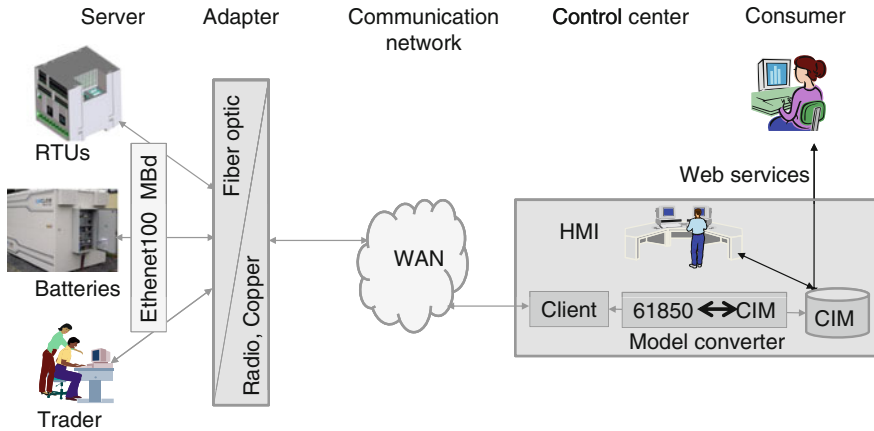 Server
Adapter
Communication
network
Control center
Consumer
RTUs
Batteries
Trader
Ethenet100 MBd
Fiber optic
Radio, Copper
WAN
Web services
HMI
Client
61850
CIM
Model converter
CIM